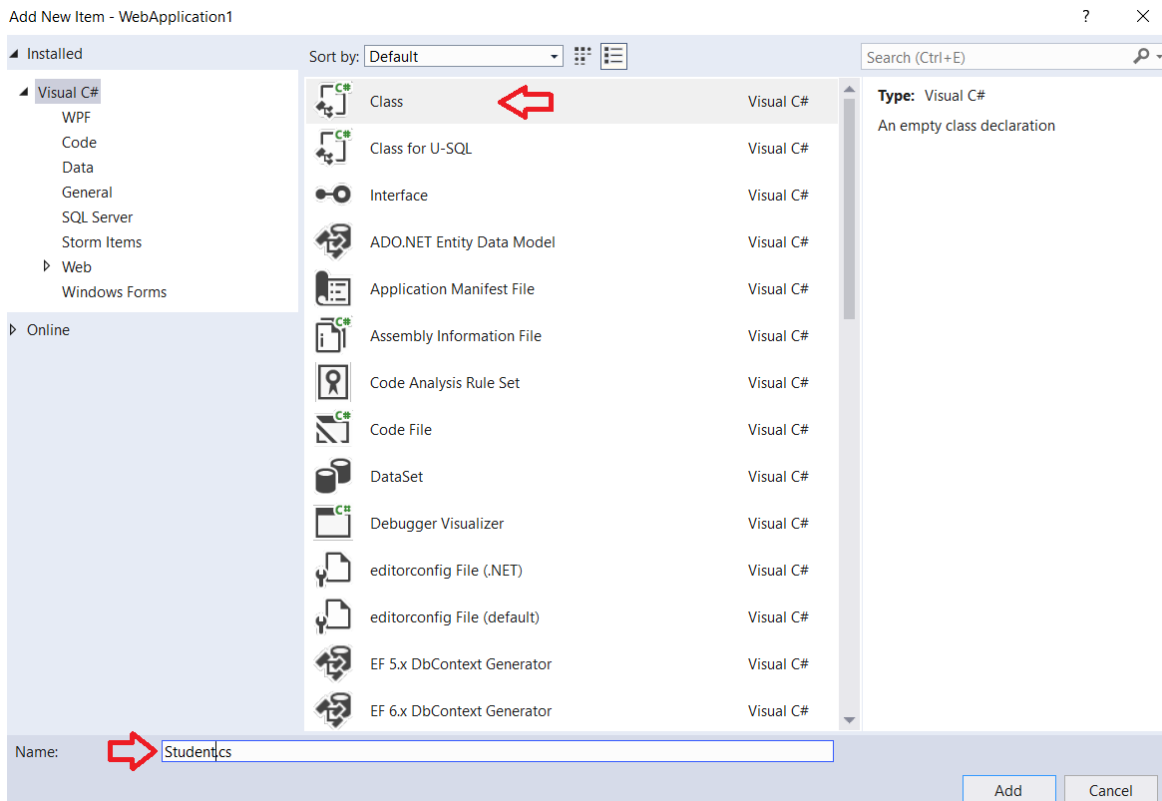 Add New Item - WebApplication1
?
Installed
Sort by: Default
Search (Ctrl+E)
Visual C#
WPF
Code
Data
General
SQL Server
Storm Items
Web
Windows Forms
Online
C# Class Visual C#
C# Class for U-SQL Visual C#
Interface Visual C#
ADO.NET Entity Data Model Visual C#
Application Manifest File Visual C#
C# Assembly Information File Visual C#
Code Analysis Rule Set Visual C#
C# Code File Visual C#
DataSet Visual C#
C# Debugger Visualizer Visual C#
editorconfig File (.NET) Visual C#
editorconfig File (default) Visual C#
EF 5.x DbContext Generator Visual C#
EF 6.x DbContext Generator Visual C#
Type: Visual C#
An empty class declaration
Name: Student.cs
Add Cancel